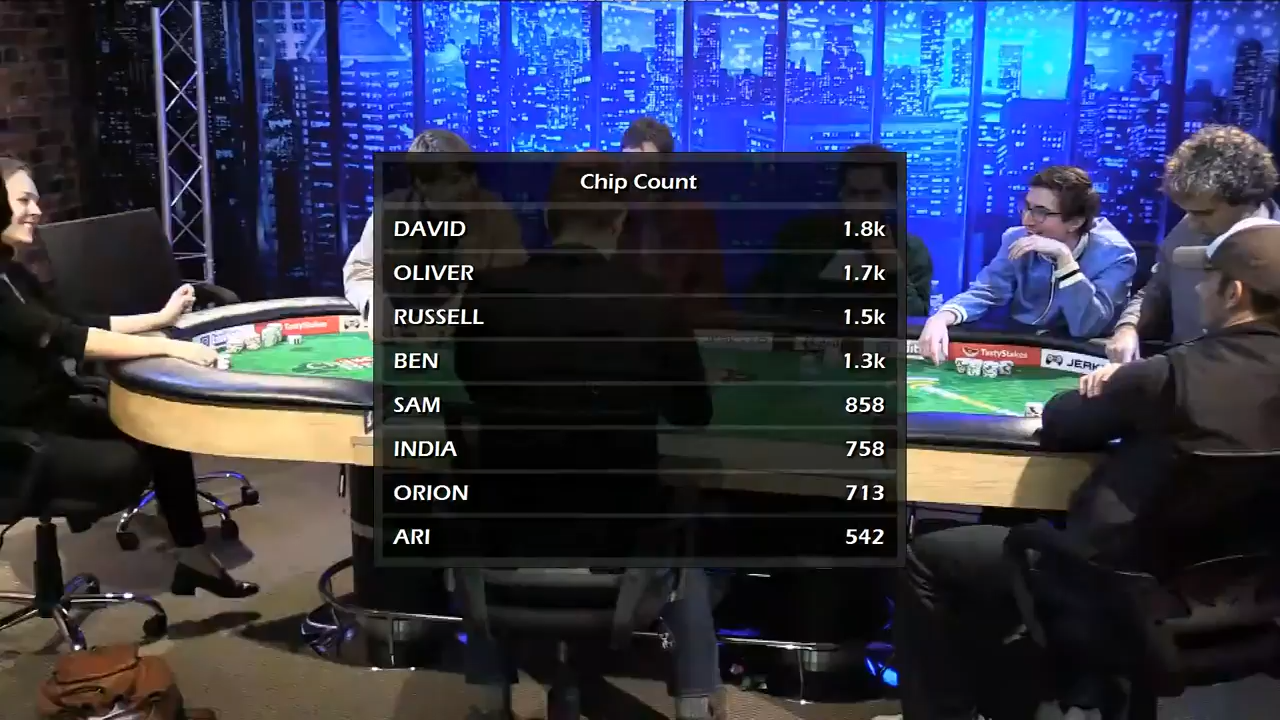 Chip Count
DAVID 1.8k
OLIVER 1.7k
RUSSELL 1.5k
BEN 1.3k
SAM 858
INDIA 758
ORION 713
ARI 542
TastyStakes
TastyStakes
JERK